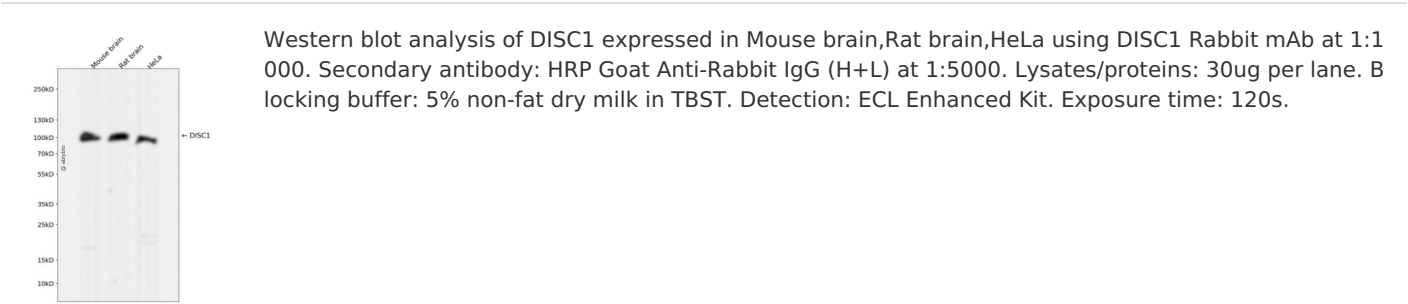 Mouse brain
Rat brain
HeLa
250kD
130kD
100kD
70kD
55kD
35kD
25kD
15kD
10kD
← DISC1
@ abybio
Western blot analysis of DISC1 expressed in Mouse brain,Rat brain,HeLa using DISC1 Rabbit mAb at 1:1
000. Secondary antibody: HRP Goat Anti-Rabbit IgG (H+L) at 1:5000. Lysates/proteins: 30ug per lane. B
locking buffer: 5% non-fat dry milk in TBST. Detection: ECL Enhanced Kit. Exposure time: 120s.